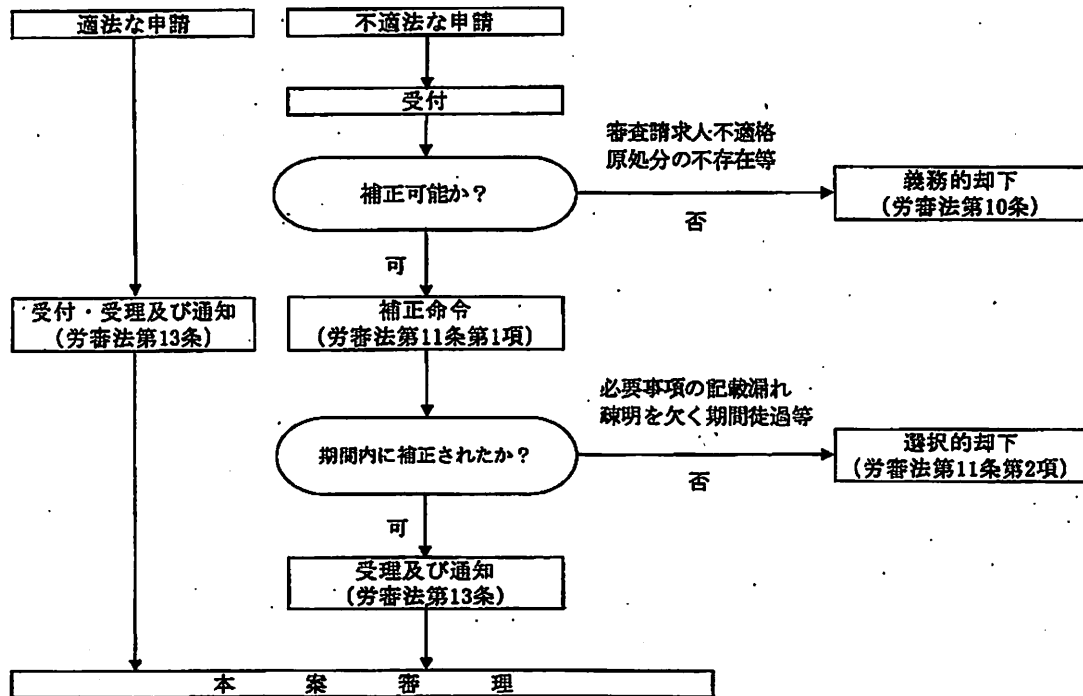 適法な申請
不適法な申請
受付
審査請求人不適格
原処分の不存在等
補正可能か？
義務的却下
(労審法第10条)
否
可
受付・受理及び通知
(労審法第13条)
補正命令
(労審法第11条第1項)
必要事項の記載漏れ
疎明を欠く期間徒過等
期間内に補正されたか？
選択的却下
(労審法第11条第2項)
否
可
受理及び通知
(労審法第13条)
本案審理